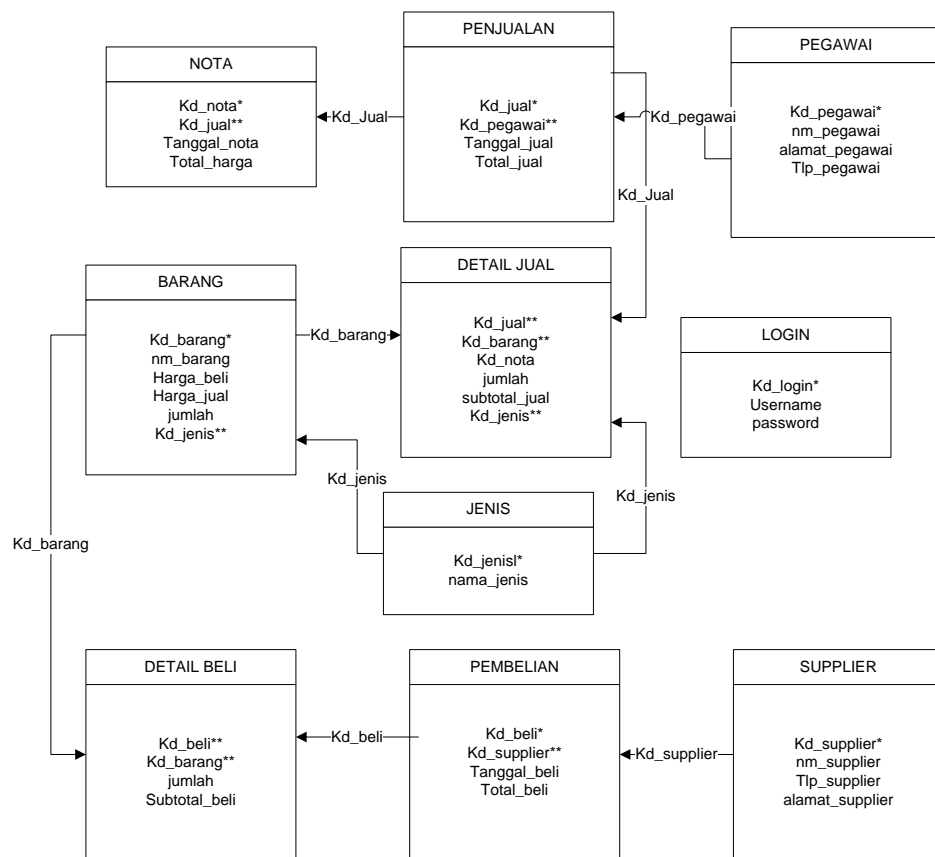 NOTA
Kd_nota*
Kd_jual**
Tanggal_nota
Total_harga
Kd_Jual
PENJUALAN
Kd_jual*
Kd_pegawai**
Tanggal_jual
Total_jual
Kd_pegawai
PEGAWAI
Kd_pegawai*
nm_pegawai
alamat_pegawai
Tlp_pegawai
Kd_Jual
BARANG
Kd_barang*
nm_barang
Harga_beli
Harga_jual
jumlah
Kd_jenis**
Kd_barang
DETAIL JUAL
Kd_jual**
Kd_barang**
Kd_nota
jumlah
subtotal_jual
Kd_jenis**
LOGIN
Kd_login*
Username
password
Kd_jenis
Kd_jenis
JENIS
Kd_jenisl*
nama_jenis
Kd_barang
DETAIL BELI
Kd_beli**
Kd_barang**
jumlah
Subtotal_beli
Kd_beli
PEMBELIAN
Kd_beli*
Kd_supplier**
Tanggal_beli
Total_beli
Kd_supplier
SUPPLIER
Kd_supplier*
nm_supplier
Tlp_supplier
alamat_supplier